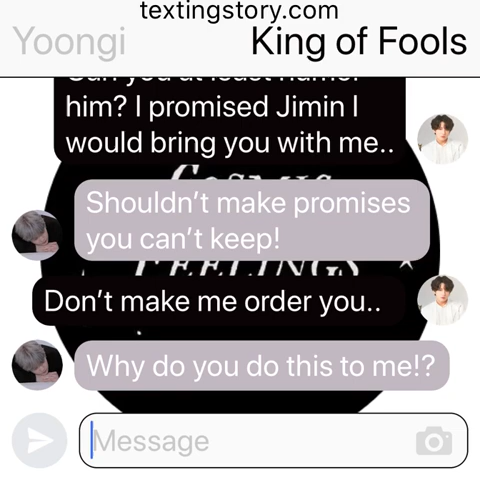 textingstory.com
Yoongi
King of Fools
him? I promised Jimin I
would bring you with me..
Shouldn't make promises
you can't keep!
FEELINGS
Don't make me order you..
Why do you do this to me!?
Message